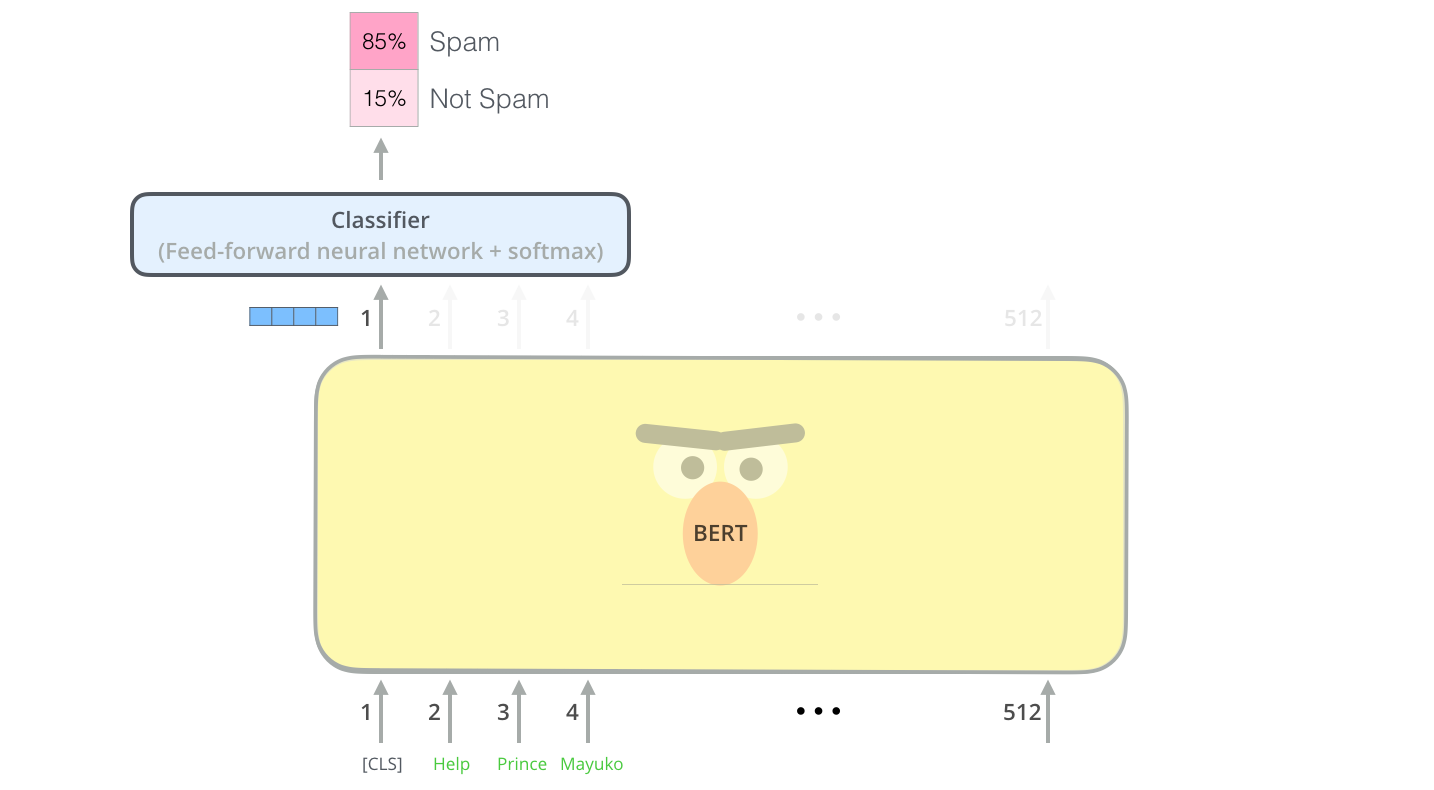 85% Spam
15% Not Spam
Classifier
(Feed-forward neural network + softmax)
1 2 3 4 ... 512
BERT
1 2 3 4 ... 512
[CLS] Help Prince Mayuko